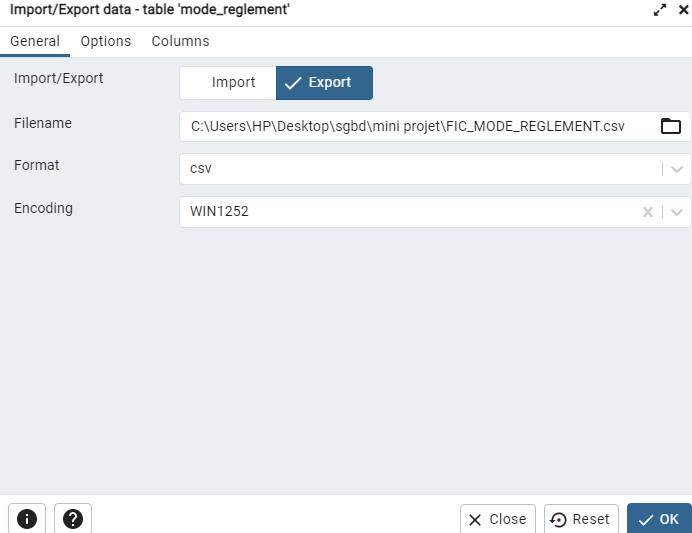 Import/Export data - table 'mode_reglement'
General Options Columns
Import/Export Import Export
Filename C:\Users\HP\Desktop\sgbd\mini projet\FIC_MODE_REGLEMENT.csv
Format csv
Encoding WIN1252
Close Reset OK